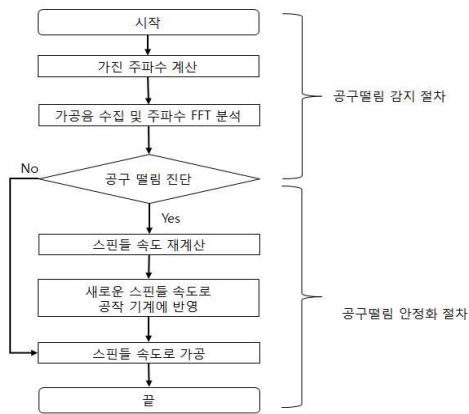 시작
가진 주파수 계산
가공음 수집 및 주파수 FFT 분석
공구떨림 감지 절차
공구 떨림 진단
No
Yes
스핀들 속도 재계산
새로운 스핀들 속도로
공작 기계에 반영
공구떨림 안정화 절차
스핀들 속도로 가공
끝